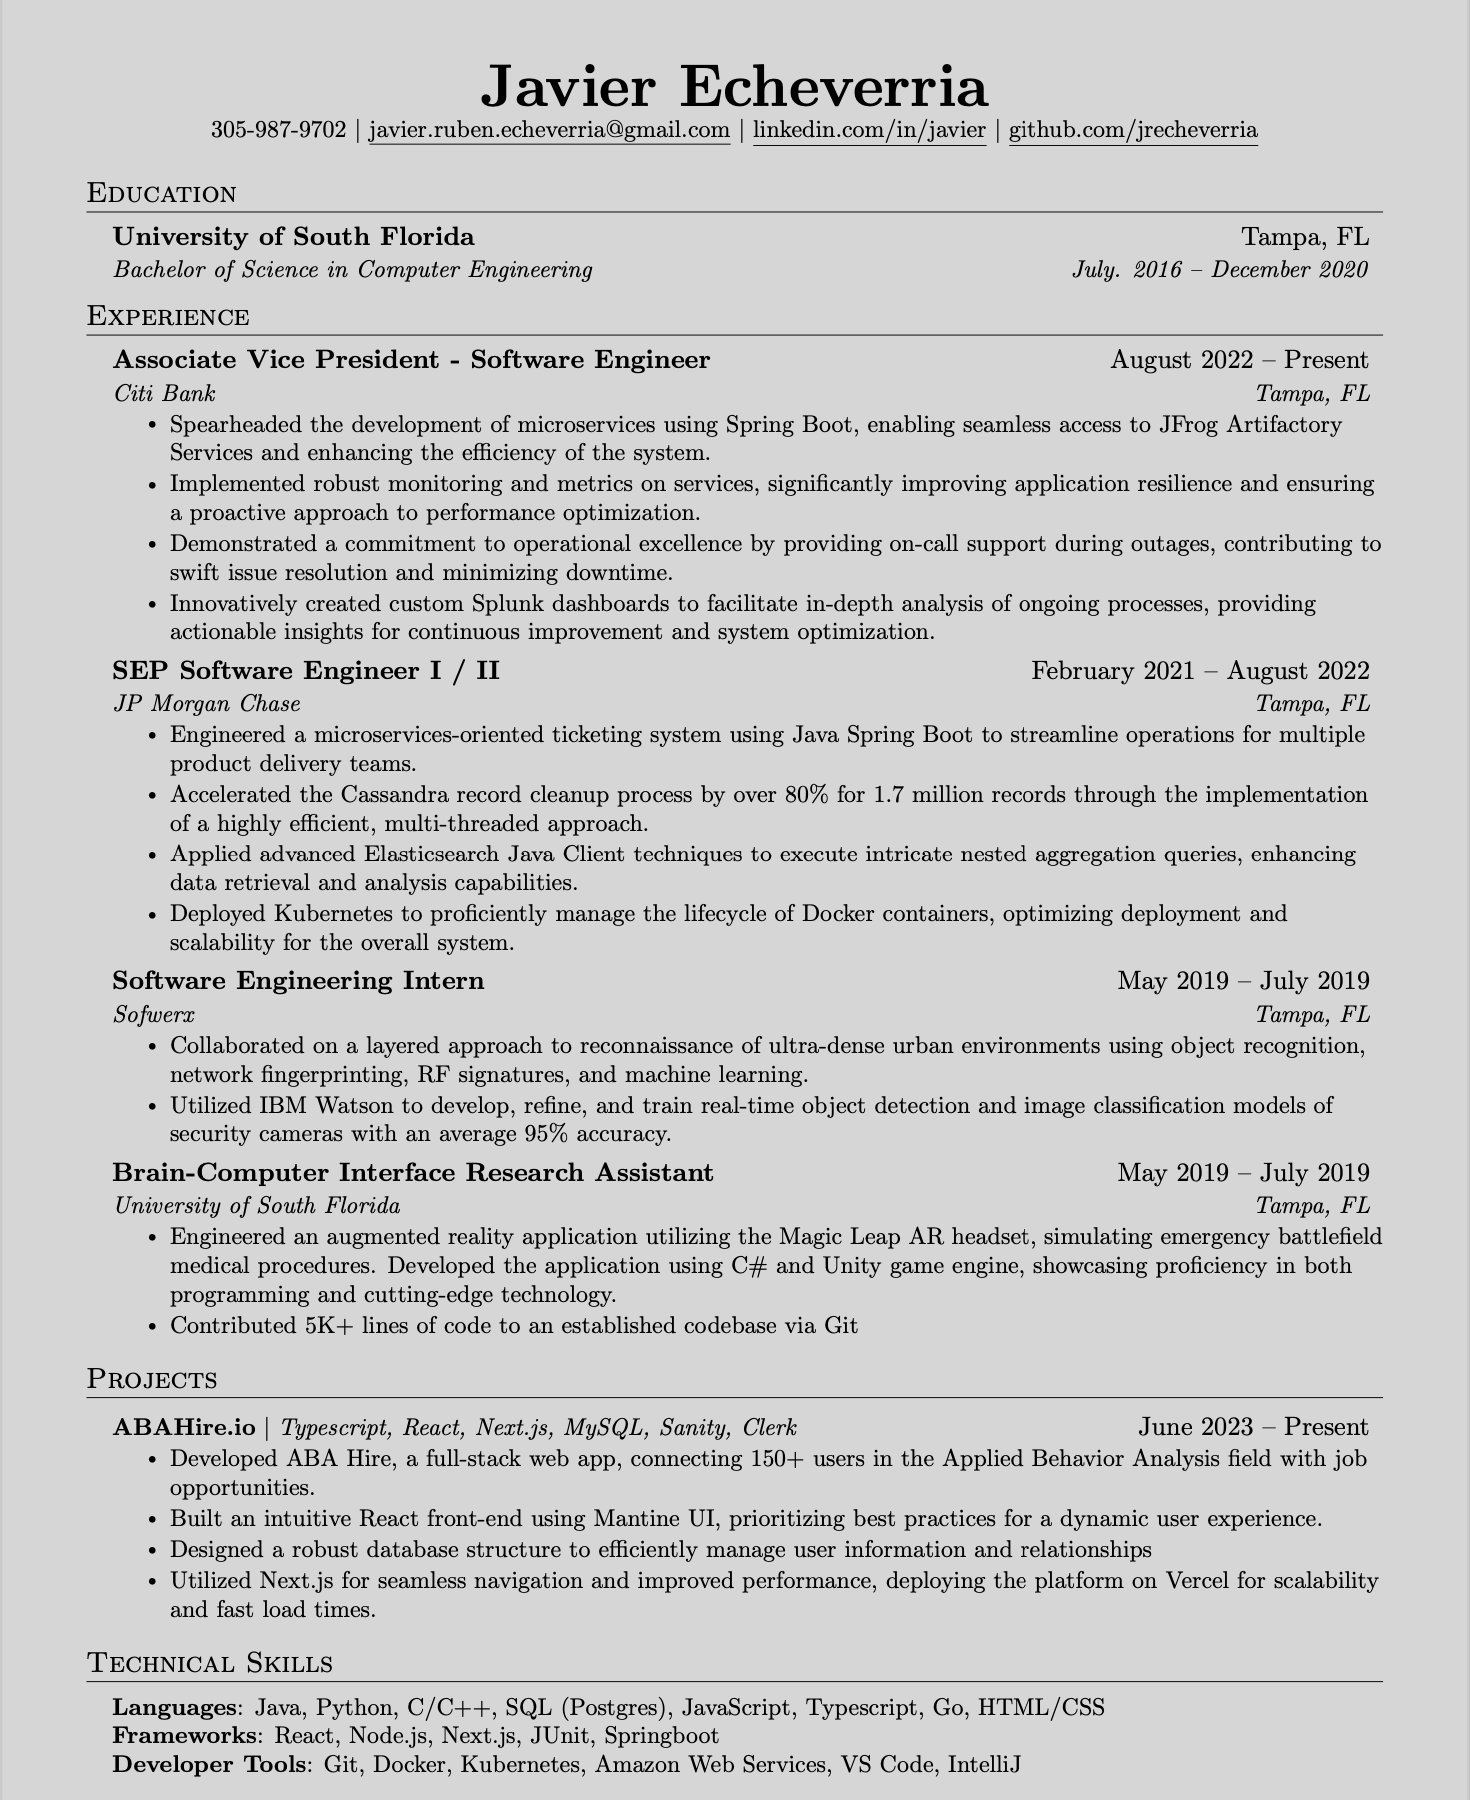 Javier Echeverria
305-987-9702 | javier.ruben.echeverria@gmail.com | linkedin.com/in/javier | github.com/jrecheverria
Education
University of South Florida Tampa, FL
Bachelor of Science in Computer Engineering July. 2016 – December 2020
Experience
Associate Vice President - Software Engineer August 2022 – Present
Citi Bank Tampa, FL
• Spearheaded the development of microservices using Spring Boot, enabling seamless access to JFrog Artifactory
Services and enhancing the efficiency of the system.
• Implemented robust monitoring and metrics on services, significantly improving application resilience and ensuring
a proactive approach to performance optimization.
• Demonstrated a commitment to operational excellence by providing on-call support during outages, contributing to
swift issue resolution and minimizing downtime.
• Innovatively created custom Splunk dashboards to facilitate in-depth analysis of ongoing processes, providing
actionable insights for continuous improvement and system optimization.
SEP Software Engineer I / II February 2021 – August 2022
JP Morgan Chase Tampa, FL
• Engineered a microservices-oriented ticketing system using Java Spring Boot to streamline operations for multiple
product delivery teams.
• Accelerated the Cassandra record cleanup process by over 80% for 1.7 million records through the implementation
of a highly efficient, multi-threaded approach.
• Applied advanced Elasticsearch Java Client techniques to execute intricate nested aggregation queries, enhancing
data retrieval and analysis capabilities.
• Deployed Kubernetes to proficiently manage the lifecycle of Docker containers, optimizing deployment and
scalability for the overall system.
Software Engineering Intern May 2019 – July 2019
Sofwerx Tampa, FL
• Collaborated on a layered approach to reconnaissance of ultra-dense urban environments using object recognition,
network fingerprinting, RF signatures, and machine learning.
• Utilized IBM Watson to develop, refine, and train real-time object detection and image classification models of
security cameras with an average 95% accuracy.
Brain-Computer Interface Research Assistant May 2019 – July 2019
University of South Florida Tampa, FL
• Engineered an augmented reality application utilizing the Magic Leap AR headset, simulating emergency battlefield
medical procedures. Developed the application using C# and Unity game engine, showcasing proficiency in both
programming and cutting-edge technology.
• Contributed 5K+ lines of code to an established codebase via Git
Projects
ABAHire.io | Typescript, React, Next.js, MySQL, Sanity, Clerk June 2023 – Present
• Developed ABA Hire, a full-stack web app, connecting 150+ users in the Applied Behavior Analysis field with job
opportunities.
• Built an intuitive React front-end using Mantine UI, prioritizing best practices for a dynamic user experience.
• Designed a robust database structure to efficiently manage user information and relationships
• Utilized Next.js for seamless navigation and improved performance, deploying the platform on Vercel for scalability
and fast load times.
Technical Skills
Languages: Java, Python, C/C++, SQL (Postgres), JavaScript, Typescript, Go, HTML/CSS
Frameworks: React, Node.js, Next.js, JUnit, Springboot
Developer Tools: Git, Docker, Kubernetes, Amazon Web Services, VS Code, IntelliJ